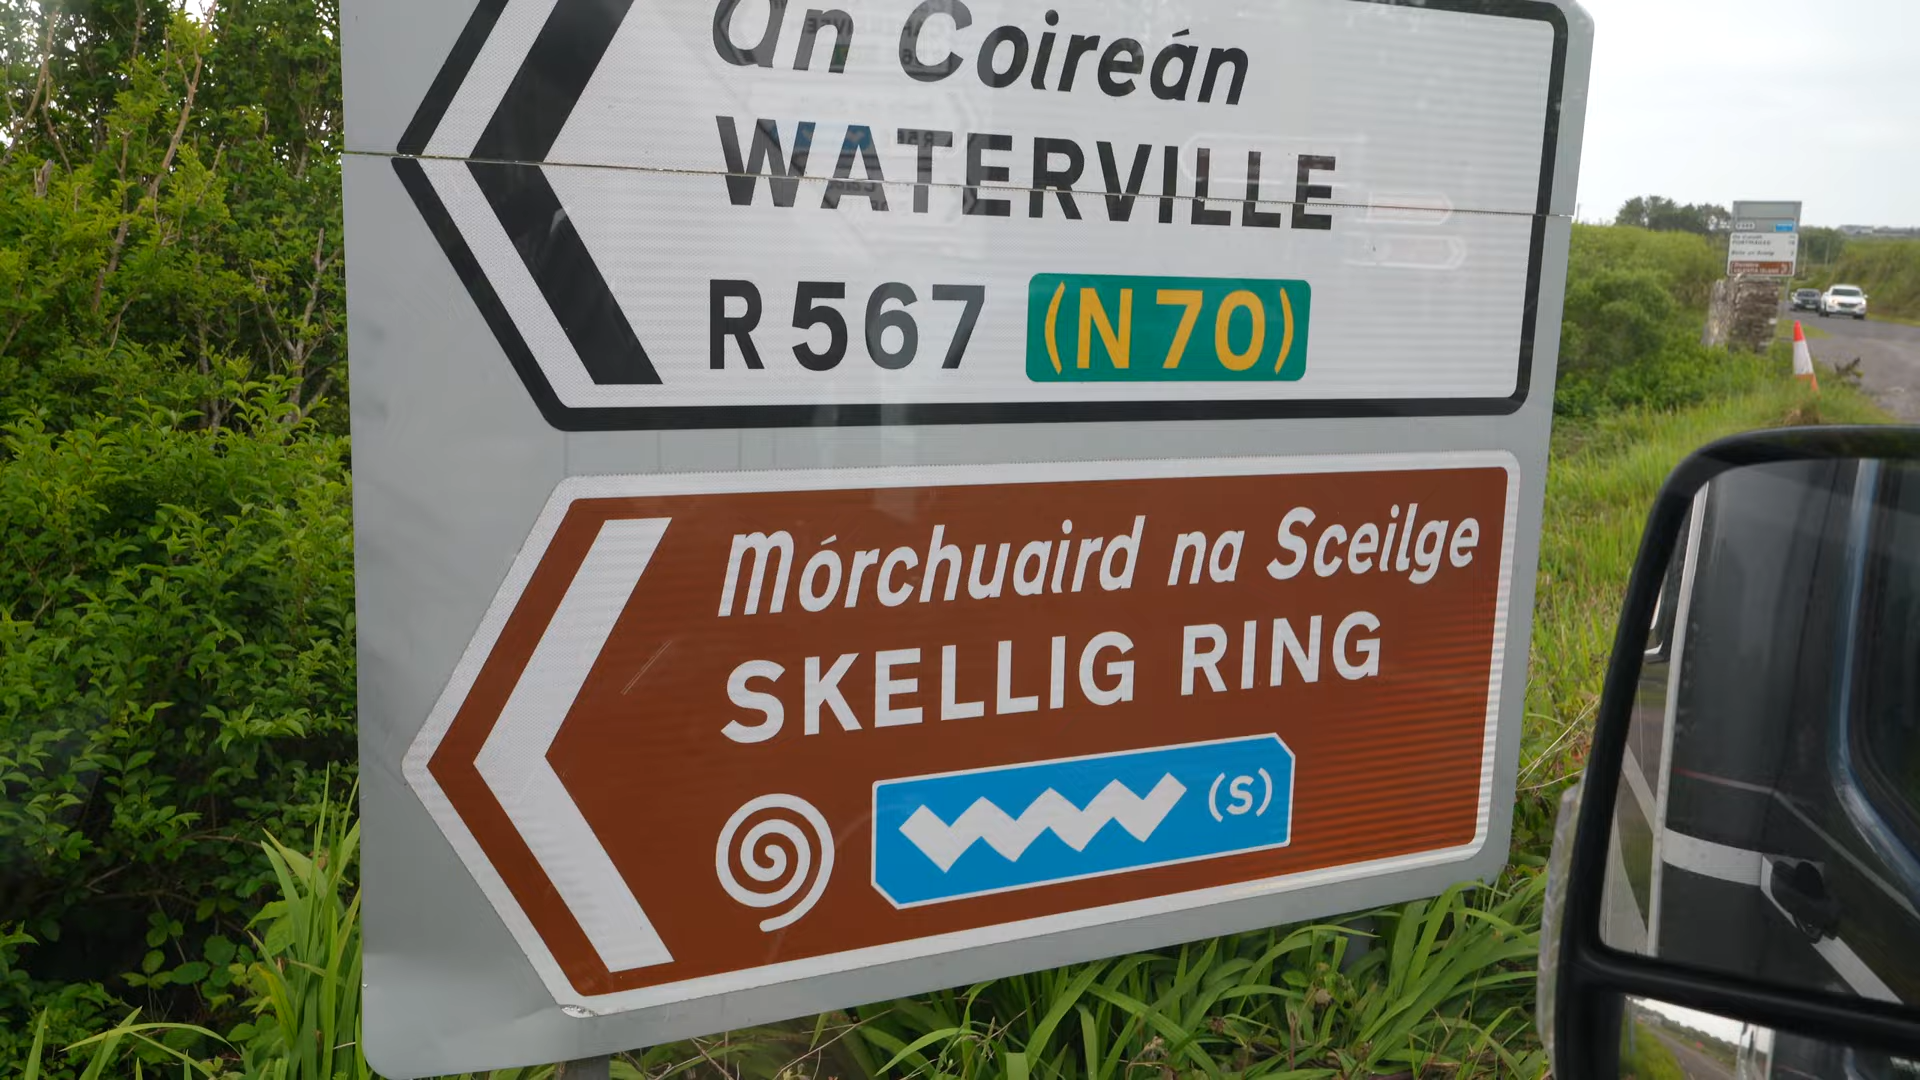 An Coireán
WATERVILLE
R567 (N70)
Mórchuaird na Sceilge
SKELLIG RING
(S)